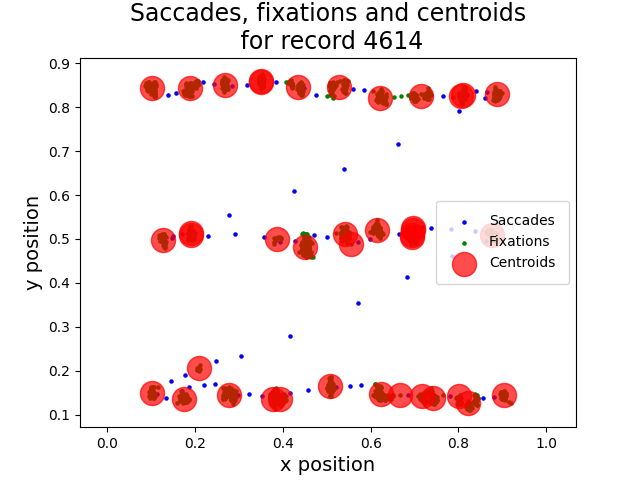 Saccades, fixations and centroids
for record 4614
0.9
0.8
0.7
0.6
0.5
0.4
0.3
0.2
0.1
y position
Saccades
Fixations
Centroids
0.0 0.2 0.4 0.6 0.8 1.0
x position